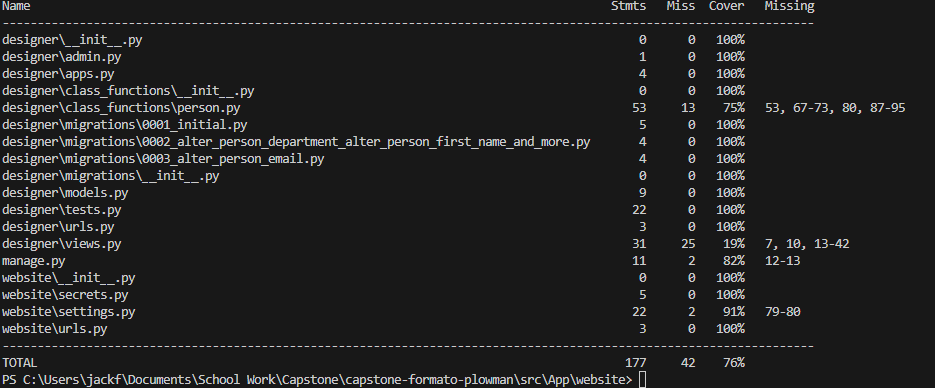 Name Stmts Miss Cover Missing
----------------------------------------------------------------------------------------------------------------
designer\__init__.py 0 0 100%
designer\admin.py 1 0 100%
designer\apps.py 4 0 100%
designer\class_functions\__init__.py 0 0 100%
designer\class_functions\person.py 53 13 75% 53, 67-73, 80, 87-95
designer\migrations\0001_initial.py 5 0 100%
designer\migrations\0002_alter_person_department_alter_person_first_name_and_more.py 4 0 100%
designer\migrations\0003_alter_person_email.py 4 0 100%
designer\migrations\__init__.py 0 0 100%
designer\models.py 9 0 100%
designer\tests.py 22 0 100%
designer\urls.py 3 0 100%
designer\views.py 31 25 19% 7, 10, 13-42
manage.py 11 2 82% 12-13
website\__init__.py 0 0 100%
website\secrets.py 5 0 100%
website\settings.py 22 2 91% 79-80
website\urls.py 3 0 100%
----------------------------------------------------------------------------------------------------------------
TOTAL 177 42 76%
PS C:\Users\jackf\Documents\School Work\Capstone\capstone-formato-plowman\src\App\website>